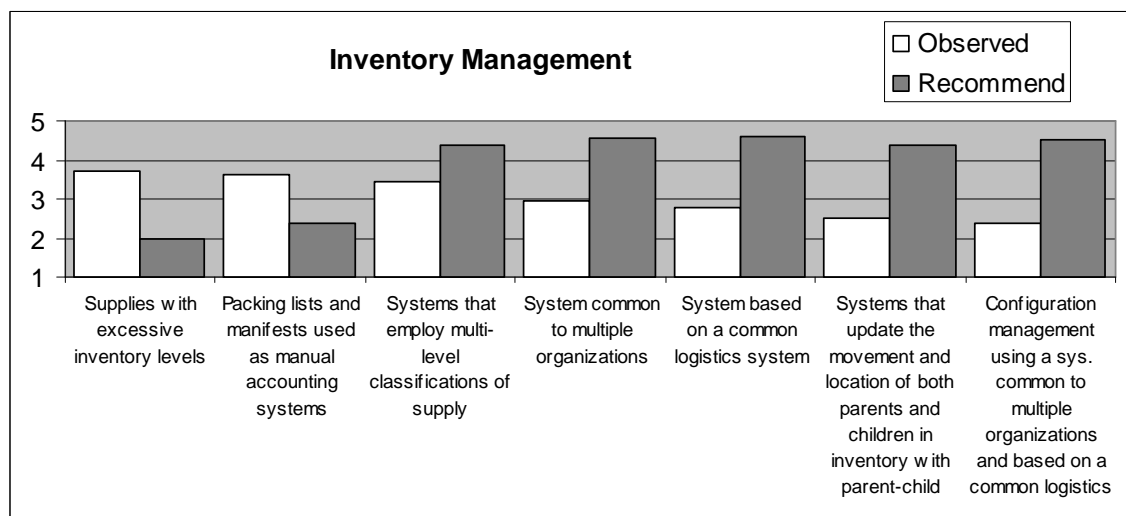 Inventory Management
Observed
Recommend
5
4
3
2
1
Supplies with
excessive
inventory levels
Packing lists and
manifests used
as manual
accounting
systems
Systems that
employ multi-
level
classifications of
supply
System common
to multiple
organizations
System based
on a common
logistics system
Systems that
update the
movement and
location of both
parents and
children in
inventory with
parent-child
Configuration
management
using a sys.
common to
multiple
organizations
and based on a
common logistics